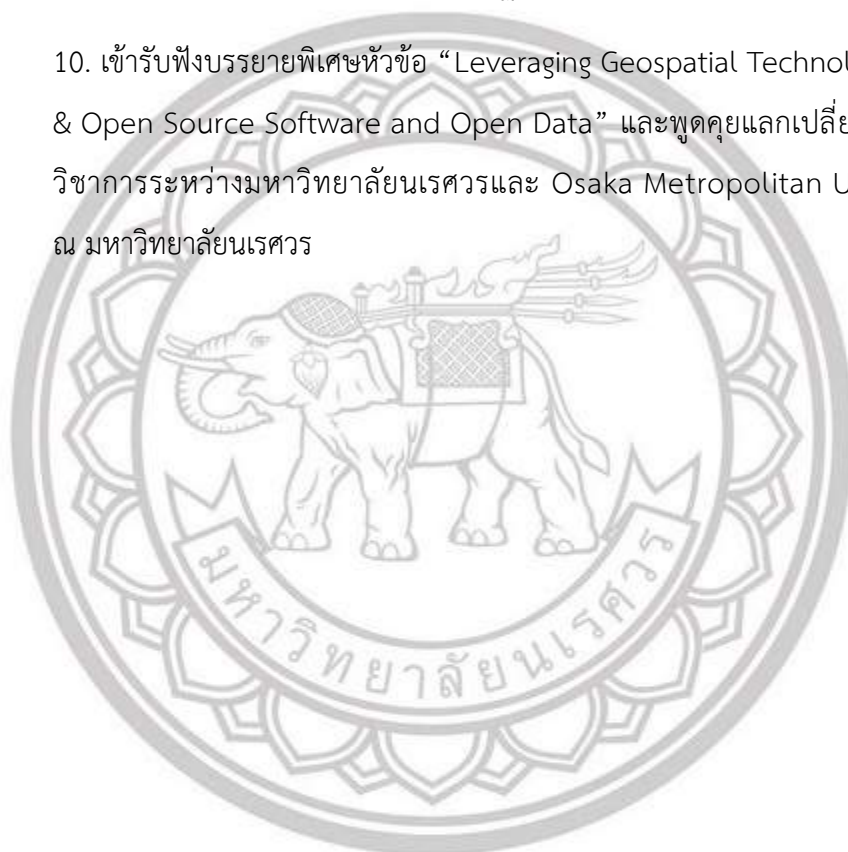 10. เข้ารับฟังบรรยายพิเศษหัวข้อ “Leveraging Geospatial Technol
& Open Source Software and Open Data” และพูดคุยแลกเปลี่ย
วิชาการระหว่างมหาวิทยาลัยนเรศวรและ Osaka Metropolitan U
ณ มหาวิทยาลัยนเรศวร
มหาวิทยาลัยนเรศวร